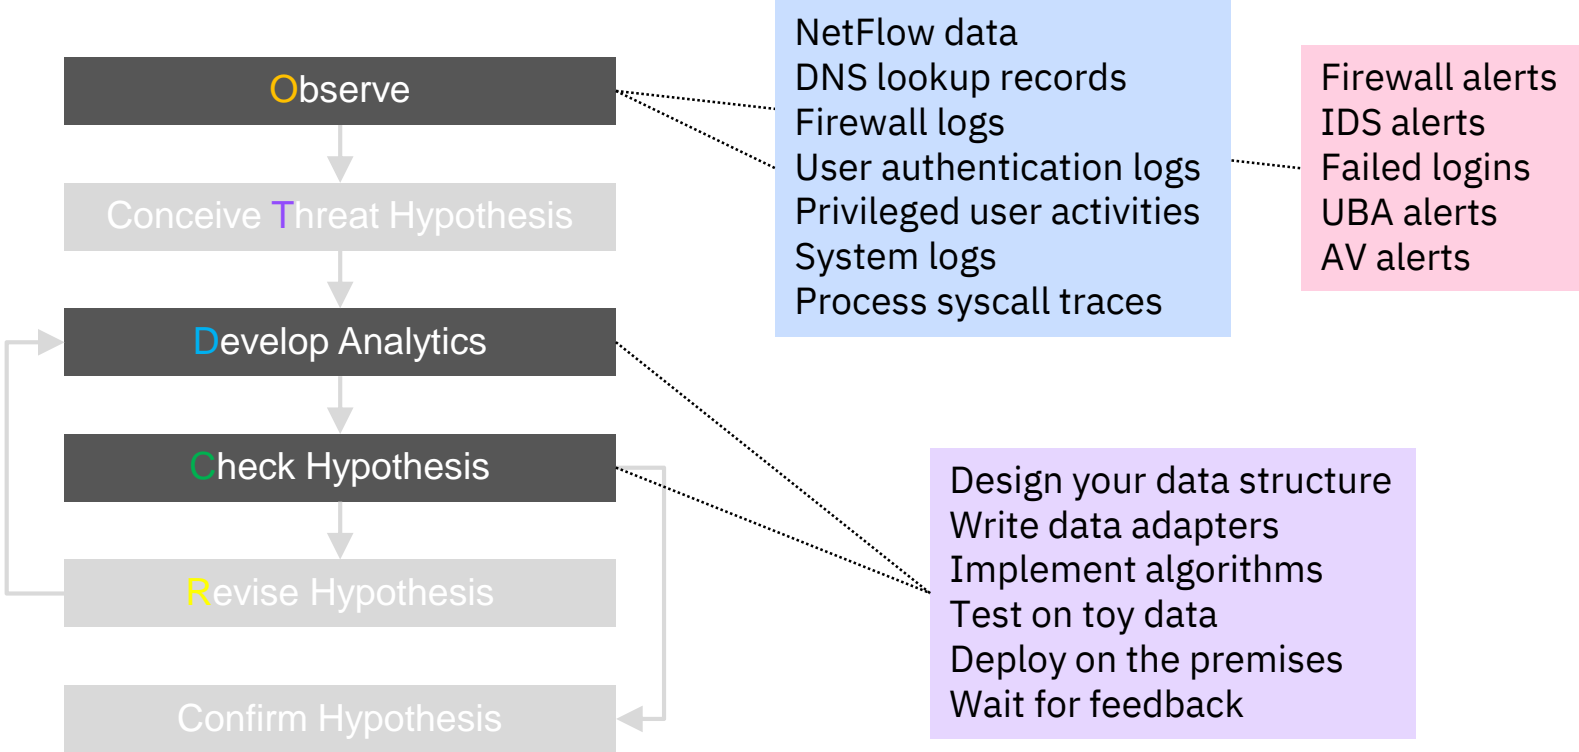 Observe
Conceive Threat Hypothesis
Develop Analytics
Check Hypothesis
Revise Hypothesis
Confirm Hypothesis
NetFlow data
DNS lookup records
Firewall logs
User authentication logs
Privileged user activities
System logs
Process syscall traces
Firewall alerts
IDS alerts
Failed logins
UBA alerts
AV alerts
Design your data structure
Write data adapters
Implement algorithms
Test on toy data
Deploy on the premises
Wait for feedback